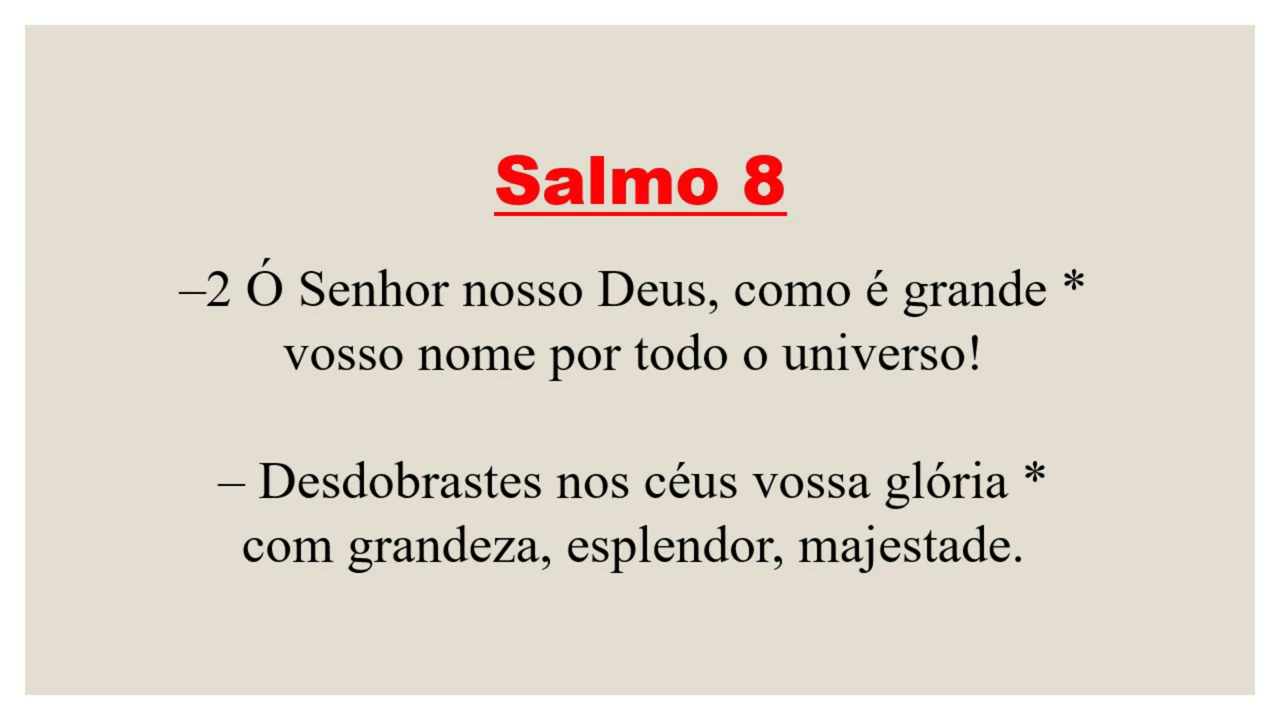 Salmo 8
–2 Ó Senhor nosso Deus, como é grande *
vosso nome por todo o universo!
– Desdobrastes nos céus vossa glória *
com grandeza, esplendor, majestade.